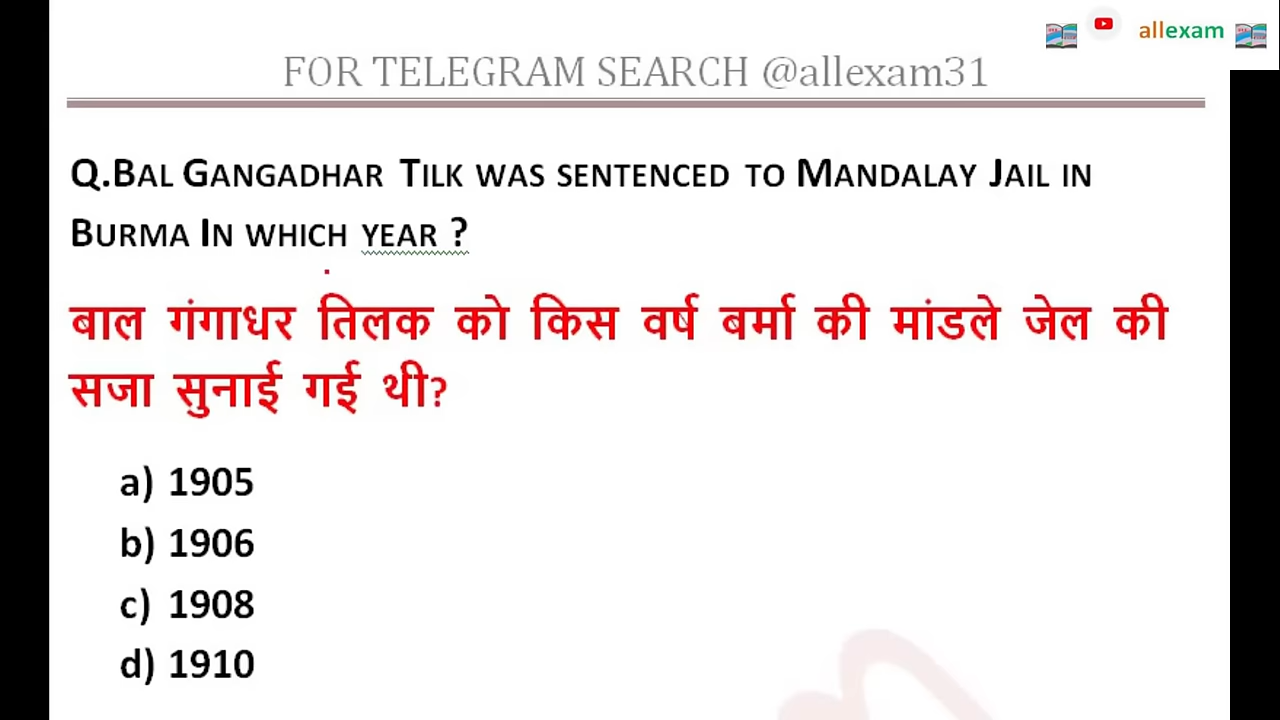 allexam
FOR TELEGRAM SEARCH @allexam31
Q.BAL GANGADHAR TILK WAS SENTENCED TO MANDALAY JAIL IN
BURMA IN WHICH YEAR ?
बाल गंगाधर तिलक को किस वर्ष बर्मा की मांडले जेल की
सजा सुनाई गई थी?
a) 1905
b) 1906
c) 1908
d) 1910